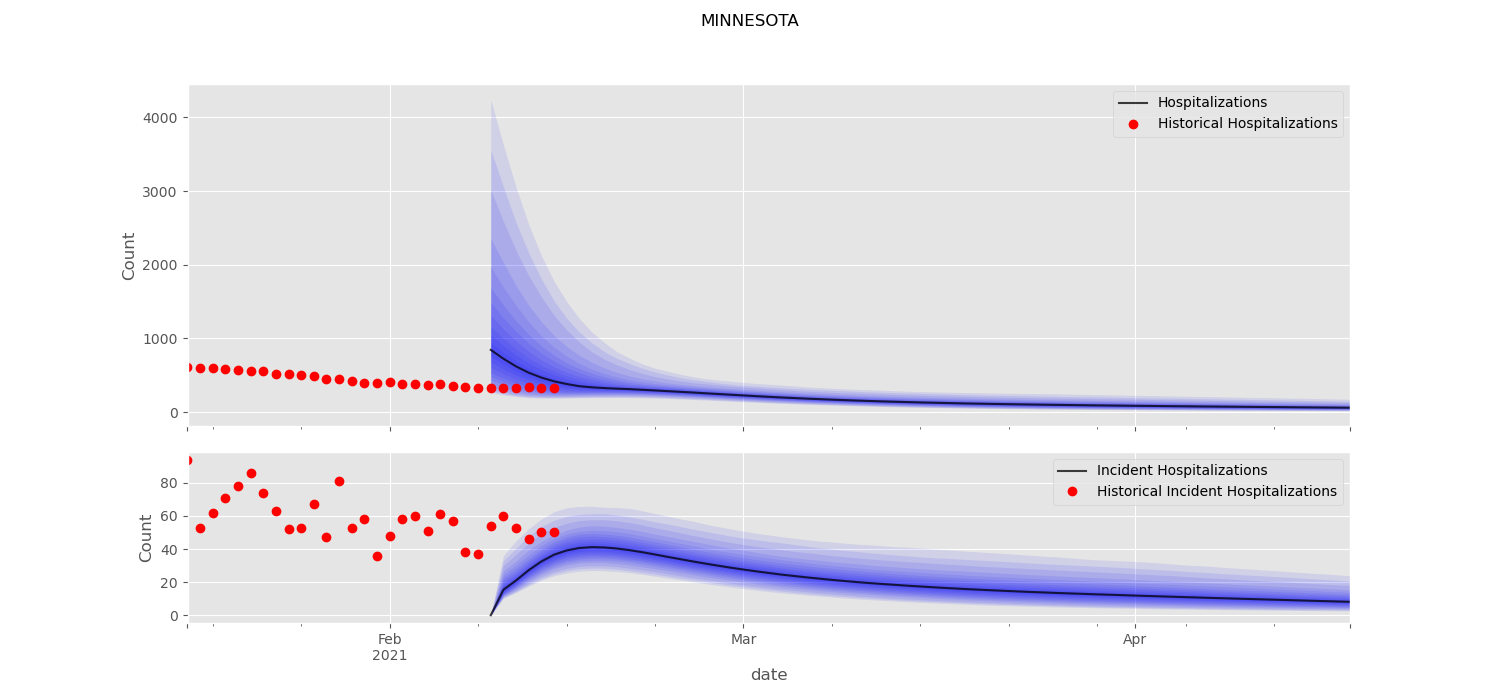 MINNESOTA
Hospitalizations
Historical Hospitalizations
4000
3000
2000
1000
0
Count
Incident Hospitalizations
Historical Incident Hospitalizations
80
60
40
20
0
Count
Feb
2021
Mar
Apr
date